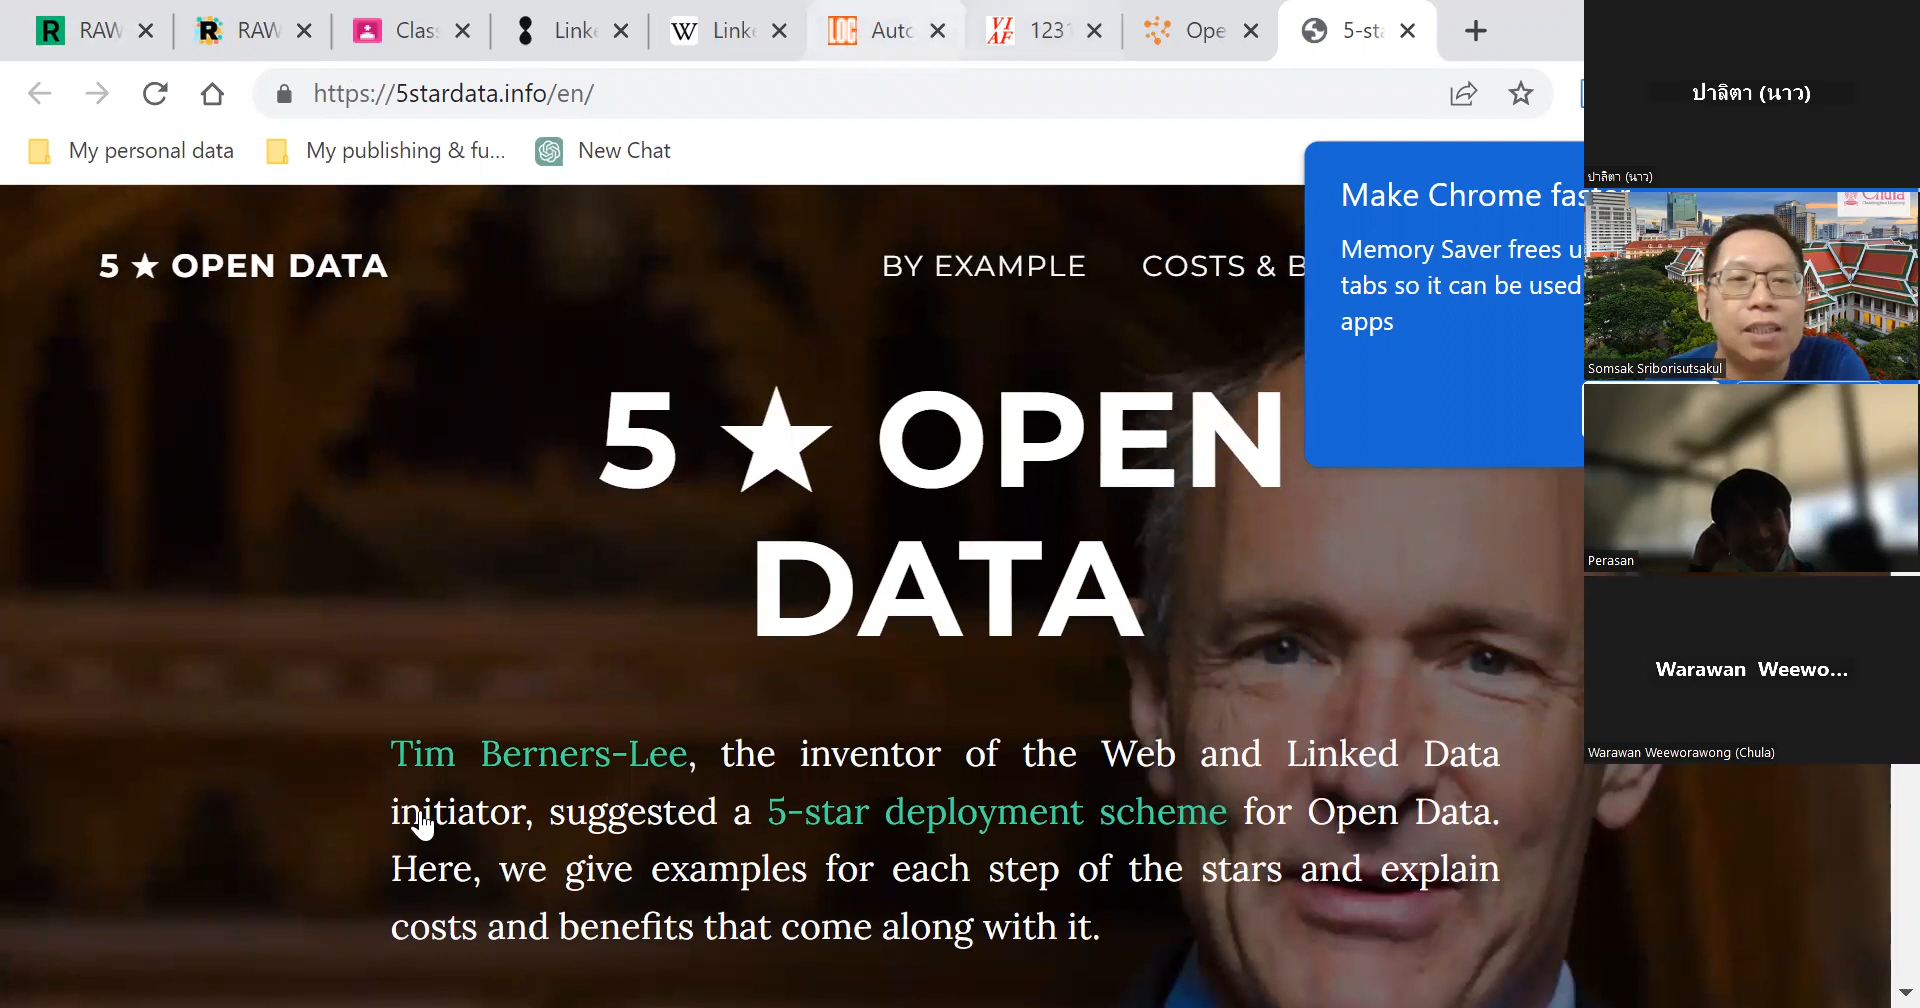 RAW
RAW
Clas
Linke
Link
Auto
1231
Ope
5-sta
https://5stardata.info/en/
My personal data
My publishing & fu...
New Chat
5 ★ OPEN DATA
BY EXAMPLE
COSTS & B
Make Chrome faster
Memory Saver frees u
tabs so it can be used
apps
5 ★ OPEN
DATA
Tim Berners-Lee, the inventor of the Web and Linked Data
initiator, suggested a 5-star deployment scheme for Open Data.
Here, we give examples for each step of the stars and explain
costs and benefits that come along with it.
ปาลิตา (นาว)
ปาลิตา (นาว)
Chula
Somsak Sriborisutsakul
Perasan
Warawan Weewo...
Warawan Weeworawong (Chula)